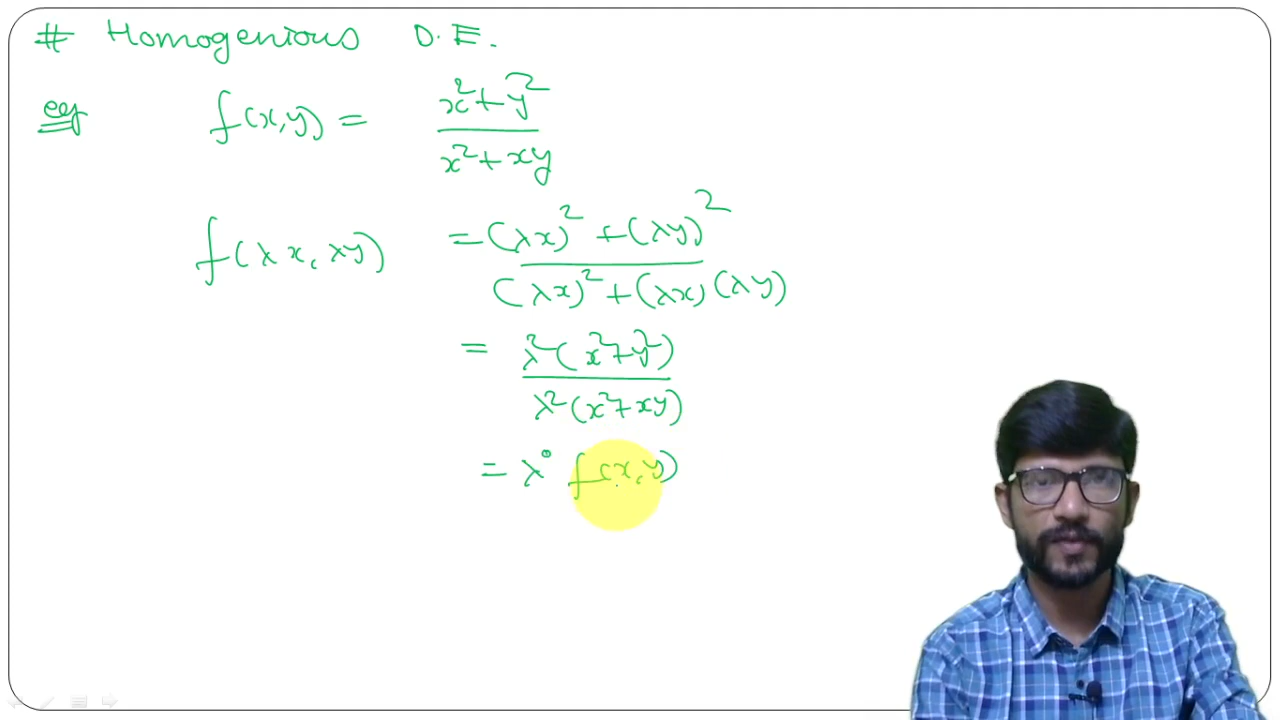 # Homogenious D.E.
eg f(x,y) = x²+y² / x²+xy
f(λx,λy) = (λx)² + (λy)² / (λx)² + (λx)(λy)
= λ²(x²+y²) / λ²(x²+xy)
= λ⁰ f(x,y)